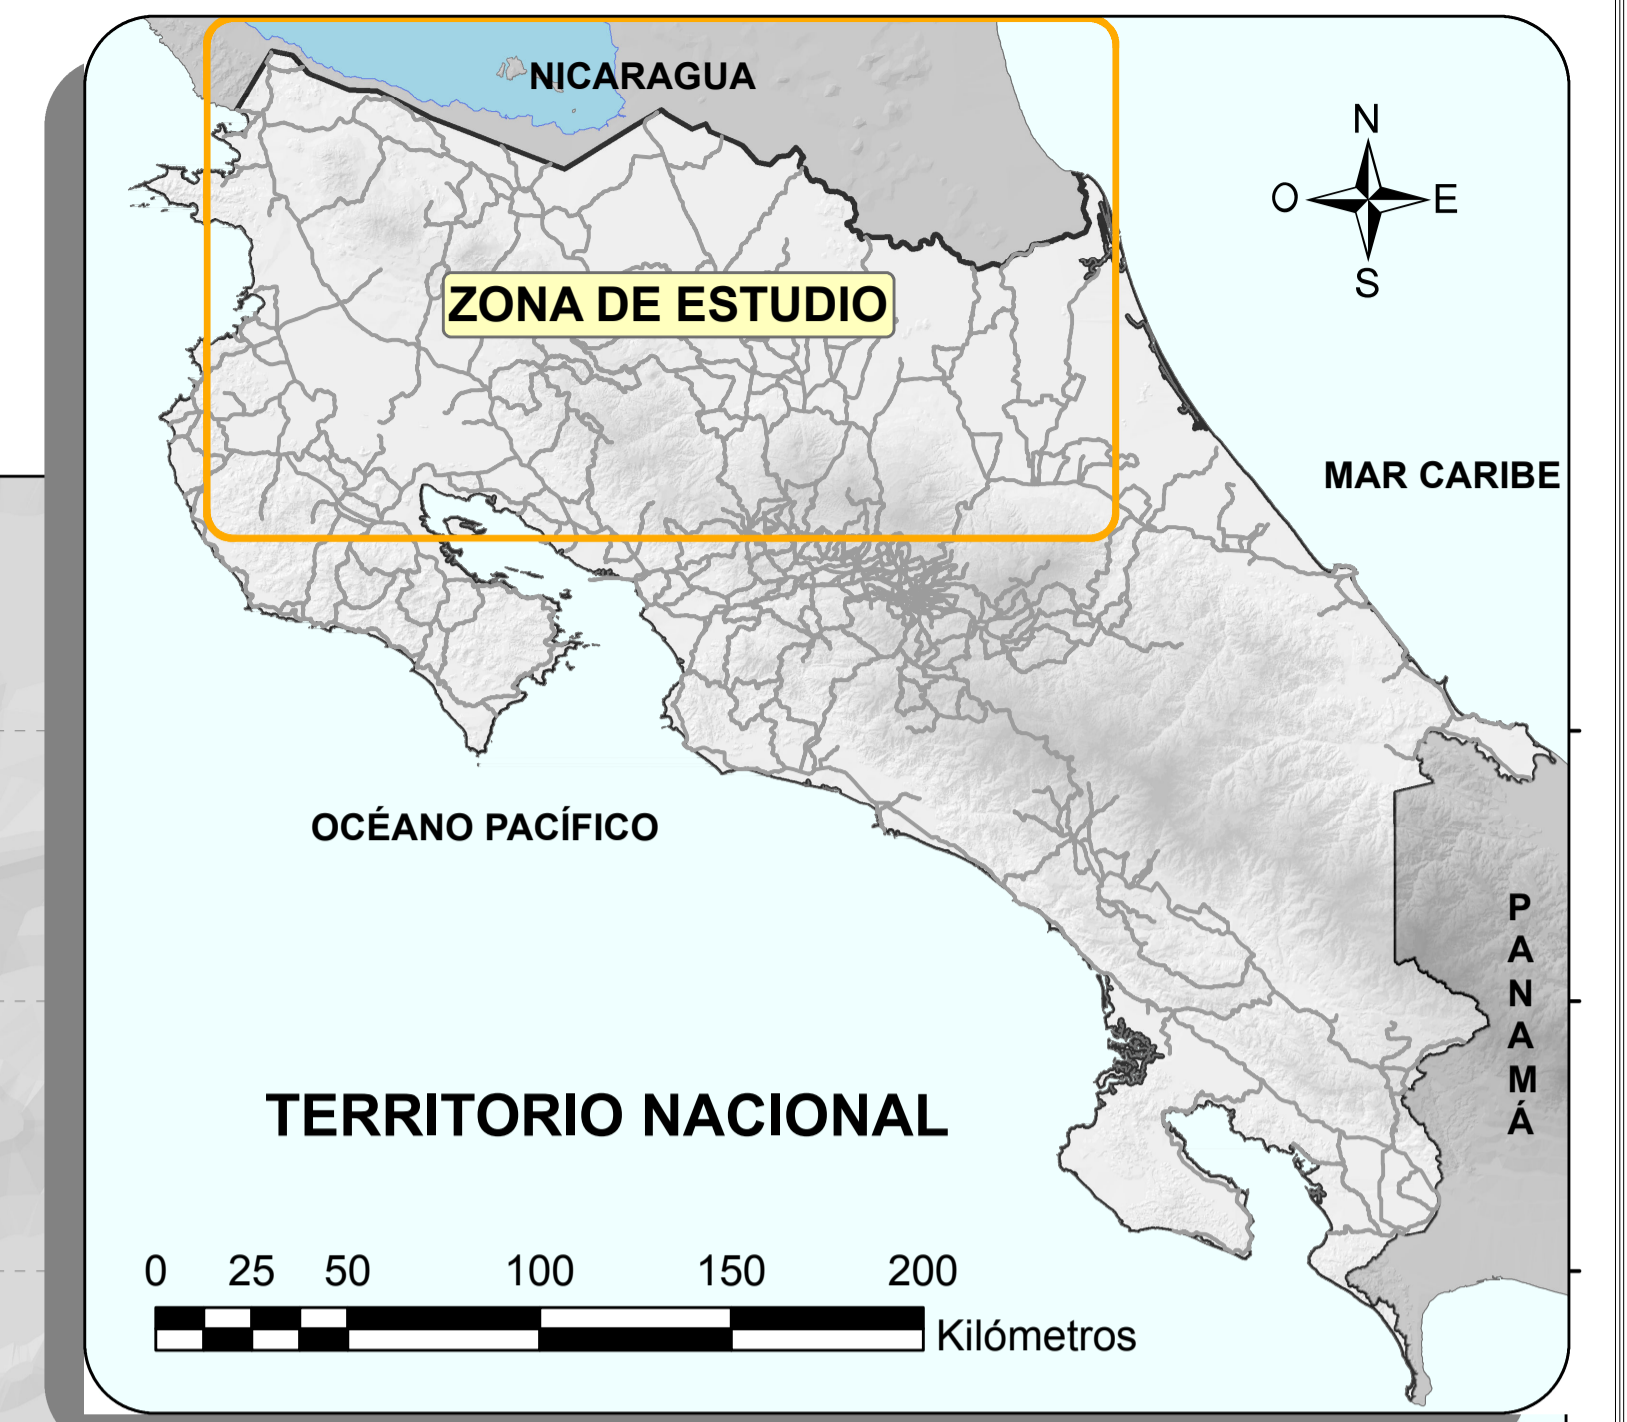 NICARAGUA
N
O
E
S
ZONA DE ESTUDIO
MAR CARIBE
OCÉANO PACÍFICO
P
A
N
A
M
Á
TERRITORIO NACIONAL
0 25 50 100 150 200
Kilómetros